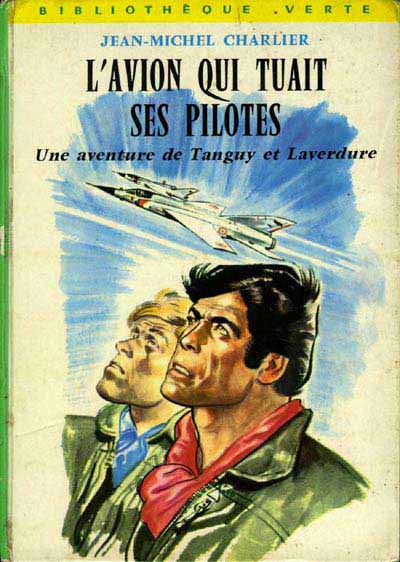 BIBLIOTHÈQUE VERTE
JEAN-MICHEL CHARLIER
L'AVION QUI TUAIT
SES PILOTES
Une aventure de Tanguy et Laverdure